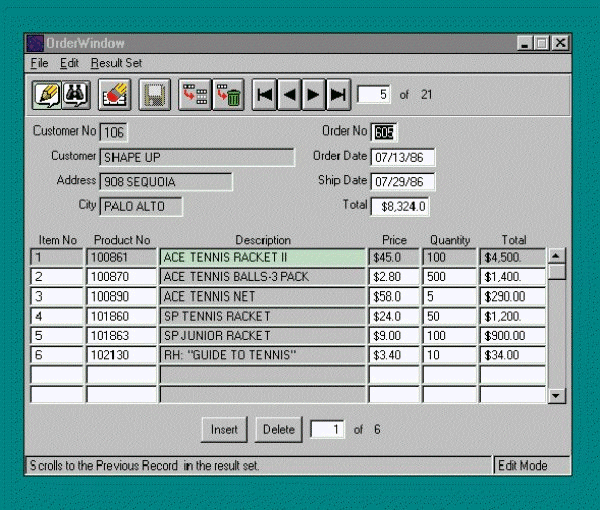 OrderWindow
File Edit Result Set
5 of 21
Customer No 106 Order No 605
Customer SHAPE UP Order Date 07/13/86
Address 908 SEQUOIA Ship Date 07/29/86
City PALO ALTO Total $8,324.0
Item No Product No Description Price Quantity Total
1 100861 ACE TENNIS RACKET II $45.0 100 $4,500.
2 100870 ACE TENNIS BALLS-3 PACK $2.80 500 $1,400.
3 100890 ACE TENNIS NET $58.0 5 $290.00
4 101860 SP TENNIS RACKET $24.0 50 $1,200.
5 101863 SP JUNIOR RACKET $9.00 100 $900.00
6 102130 RH: "GUIDE TO TENNIS" $3.40 10 $34.00
Insert Delete 1 of 6
Scrolls to the Previous Record in the result set. Edit Mode